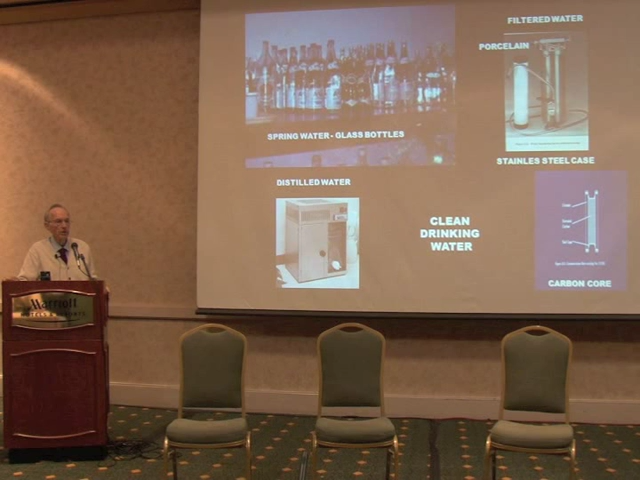 FILTERED WATER
PORCELAIN
SPRING WATER - GLASS BOTTLES
STAINLES STEEL CASE
DISTILLED WATER
CLEAN
DRINKING
WATER
CARBON CORE
Marriott